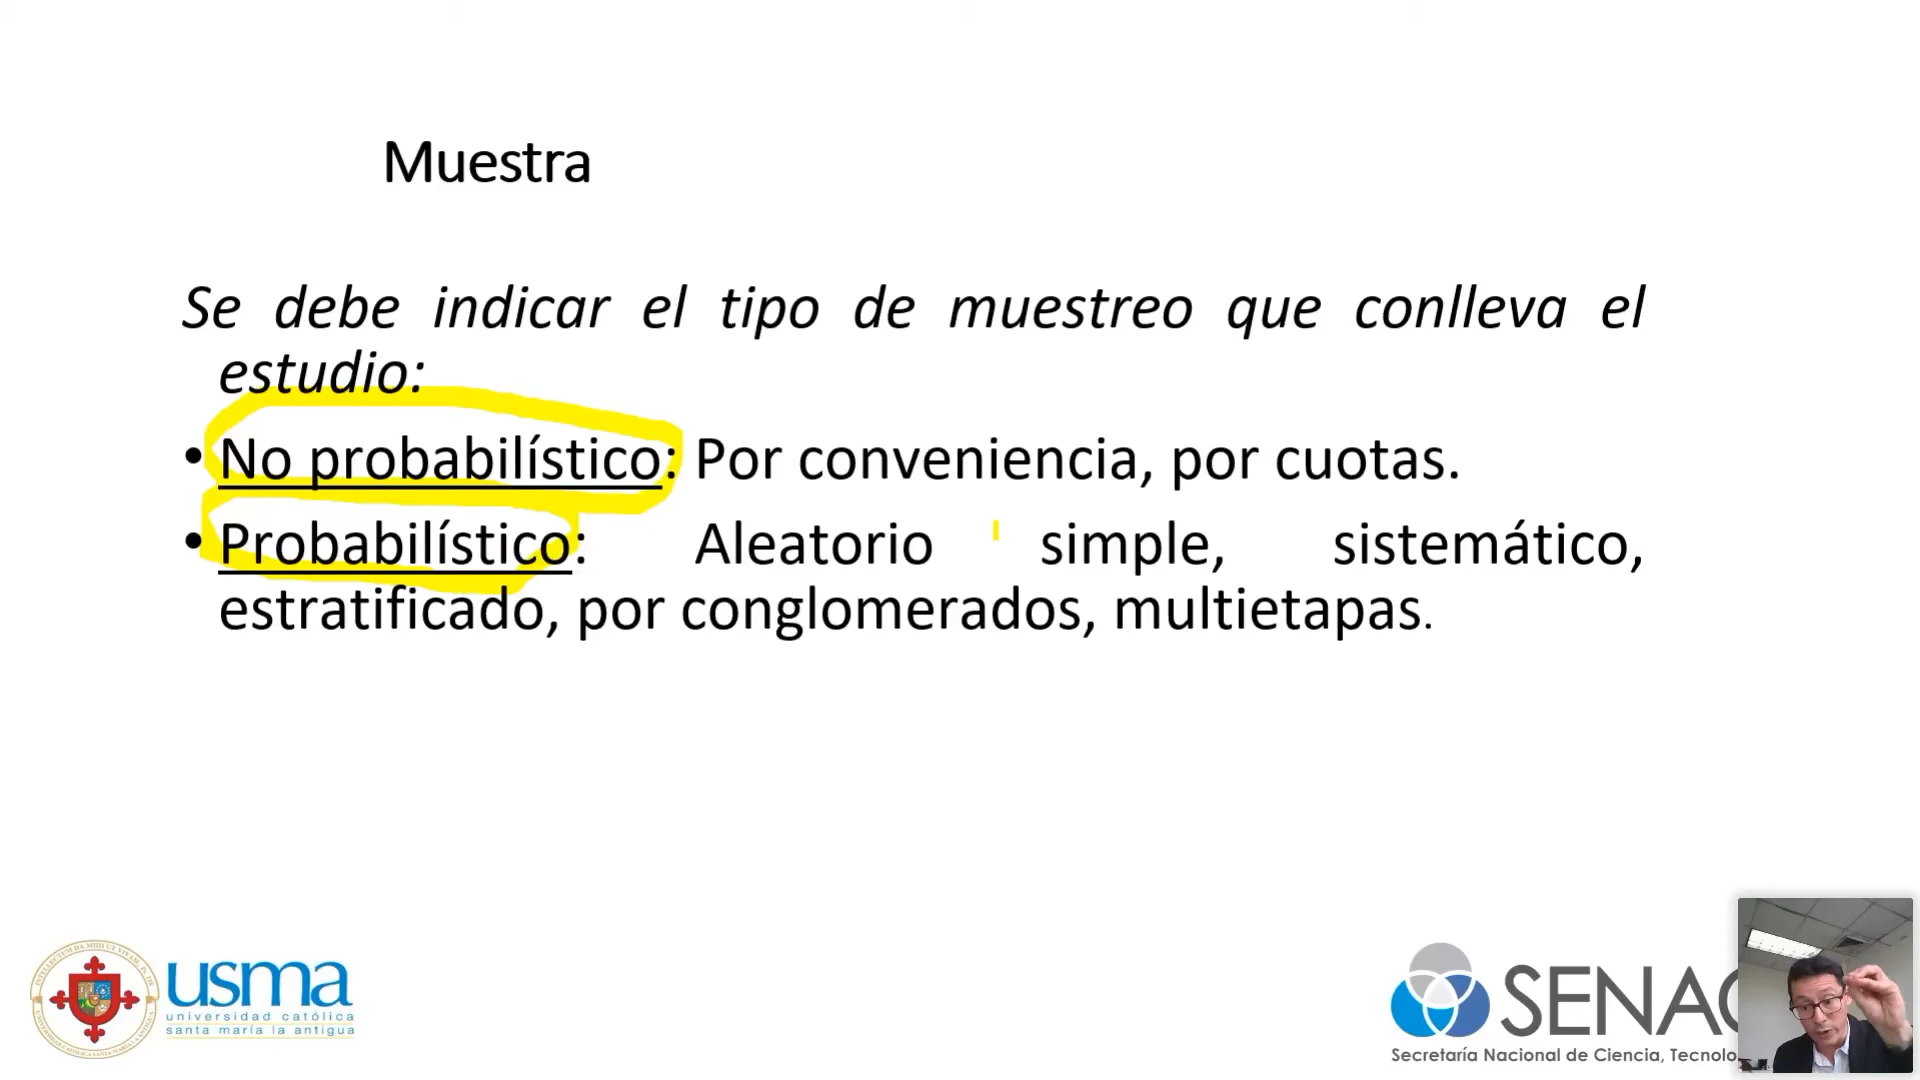 Muestra
Se debe indicar el tipo de muestreo que conlleva el
estudio:
• No probabilístico: Por conveniencia, por cuotas.
• Probabilístico: Aleatorio simple, sistemático,
estratificado, por conglomerados, multietapas.
usma
universidad católica
santa maría la antigua
SENAC
Secretaría Nacional de Ciencia, Tecnolo